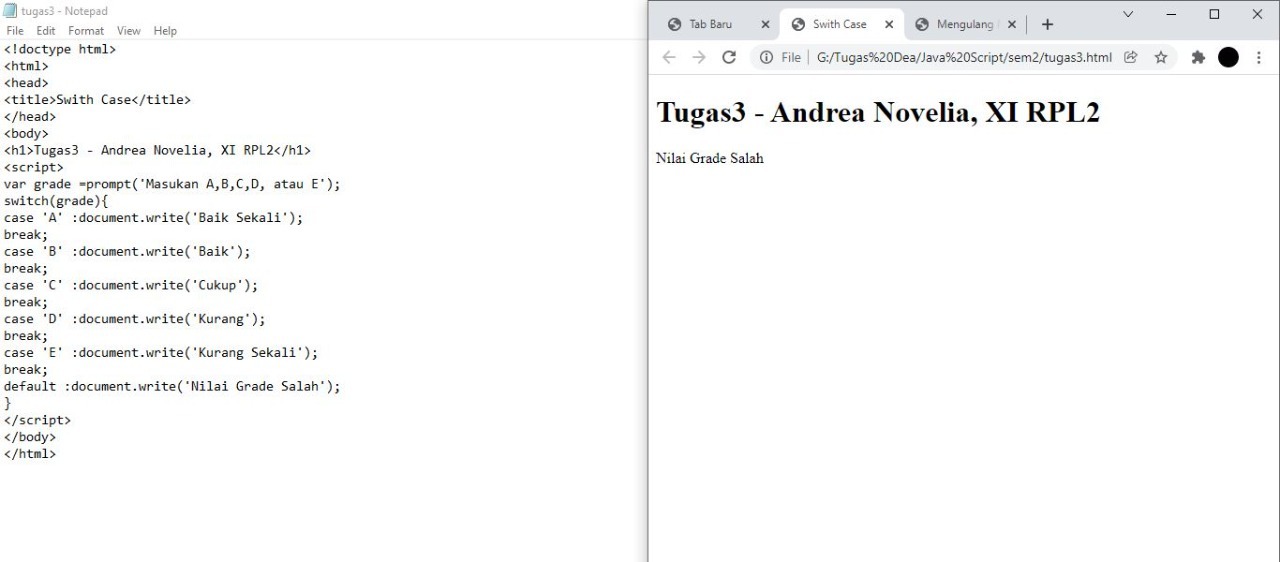 tugas3 - Notepad
File Edit Format View Help
<!doctype html>
<html>
<head>
<title>Swith Case</title>
</head>
<body>
<h1>Tugas3 - Andrea Novelia, XI RPL2</h1>
<script>
var grade =prompt('Masukan A,B,C,D, atau E');
switch(grade){
case 'A' :document.write('Baik Sekali');
break;
case 'B' :document.write('Baik');
break;
case 'C' :document.write('Cukup');
break;
case 'D' :document.write('Kurang');
break;
case 'E' :document.write('Kurang Sekali');
break;
default :document.write('Nilai Grade Salah');
}
</script>
</body>
</html>
Tab Baru
Swith Case
Mengulang
File G:/Tugas%20Dea/Java%20Script/sem2/tugas3.html
Tugas3 - Andrea Novelia, XI RPL2
Nilai Grade Salah